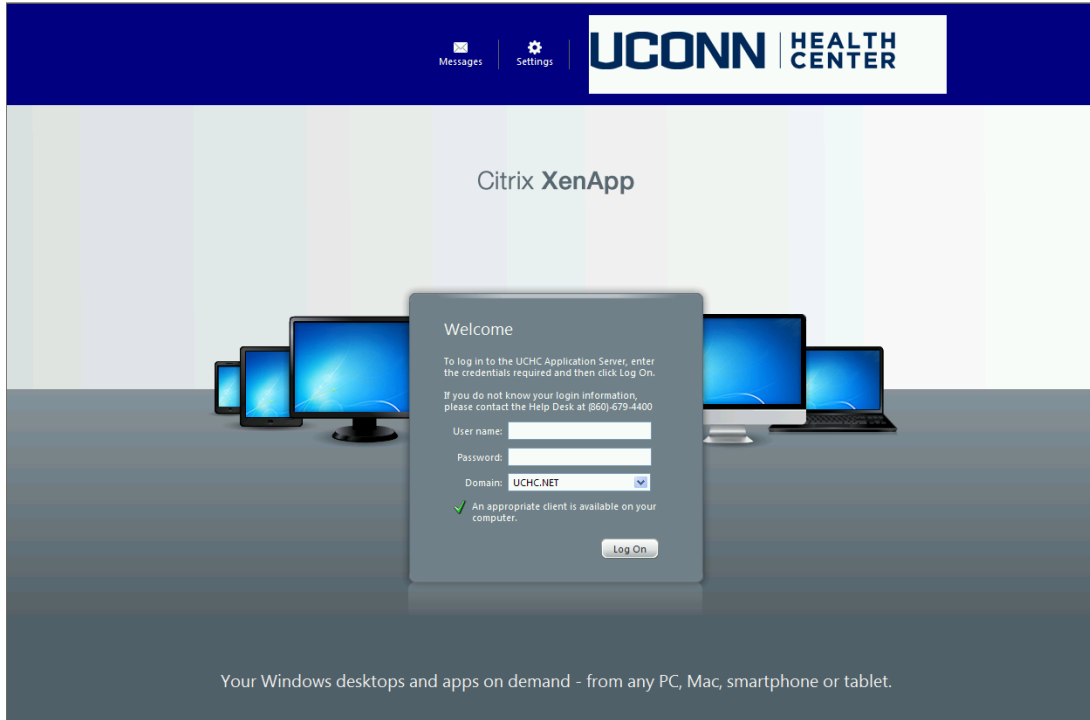 Messages
Settings
UCONN HEALTH CENTER
Citrix XenApp
Welcome
To log in to the UCHC Application Server, enter
the credentials required and then click Log On.
If you do not know your login information,
please contact the Help Desk at (860)-679-4400
User name:
Password:
Domain: UCHC.NET
An appropriate client is available on your
computer.
Log On
Your Windows desktops and apps on demand - from any PC, Mac, smartphone or tablet.